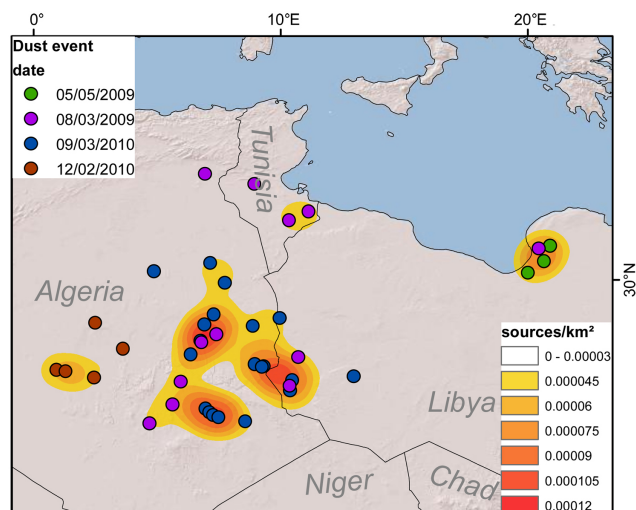 0°E
10°E
20°E
Dust event
date
05/05/2009
08/03/2009
09/03/2010
12/02/2010
Tunisia
Algeria
30°N
Libya
Niger
Chad
sources/km²
0 - 0.00003
0.000045
0.00006
0.000075
0.00009
0.000105
0.00012